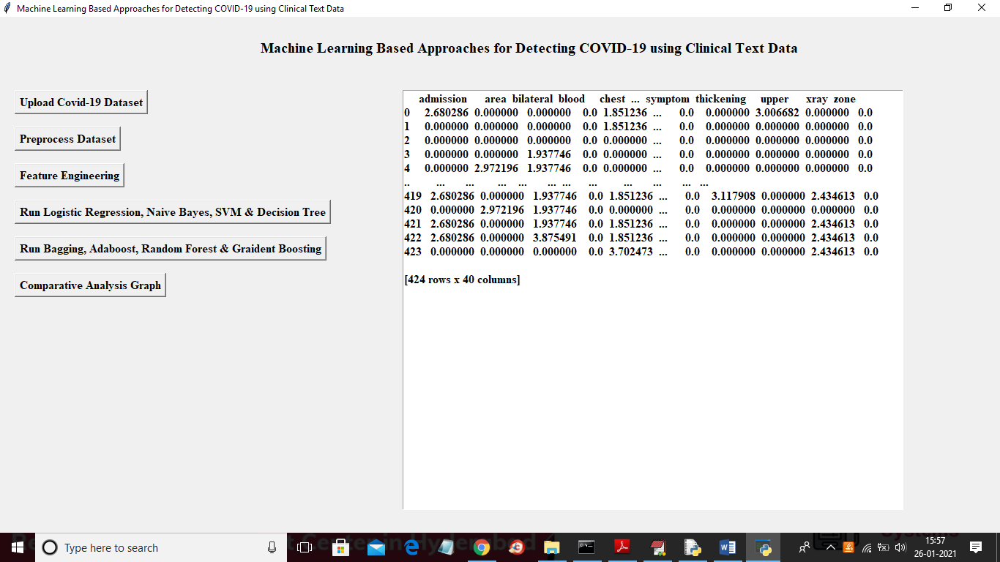 Machine Learning Based Approaches for Detecting COVID-19 using Clinical Text Data
Machine Learning Based Approaches for Detecting COVID-19 using Clinical Text Data
Upload Covid-19 Dataset
Preprocess Dataset
Feature Engineering
Run Logistic Regression, Naive Bayes, SVM & Decision Tree
Run Bagging, Adaboost, Random Forest & Graident Boosting
Comparative Analysis Graph
admission area bilateral blood chest ... symptom thickening upper xray zone
0 2.680286 0.000000 0.000000 0.0 1.851236 ... 0.0 0.000000 3.006682 0.000000 0.0
1 0.000000 0.000000 0.000000 0.0 1.851236 ... 0.0 0.000000 0.000000 0.000000 0.0
2 0.000000 0.000000 0.000000 0.0 0.000000 ... 0.0 0.000000 0.000000 0.000000 0.0
3 0.000000 0.000000 1.937746 0.0 0.000000 ... 0.0 0.000000 0.000000 0.000000 0.0
4 0.000000 2.972196 1.937746 0.0 0.000000 ... 0.0 0.000000 0.000000 0.000000 0.0
.. ... ... ... ... ... ... ... ... ... ... ...
419 2.680286 0.000000 1.937746 0.0 1.851236 ... 0.0 3.117908 0.000000 2.434613 0.0
420 0.000000 2.972196 1.937746 0.0 0.000000 ... 0.0 0.000000 0.000000 0.000000 0.0
421 2.680286 0.000000 1.937746 0.0 1.851236 ... 0.0 0.000000 0.000000 2.434613 0.0
422 2.680286 0.000000 3.875491 0.0 1.851236 ... 0.0 0.000000 0.000000 2.434613 0.0
423 0.000000 0.000000 0.000000 0.0 3.702473 ... 0.0 0.000000 0.000000 2.434613 0.0
[424 rows x 40 columns]
Type here to search
15:57
26-01-2021